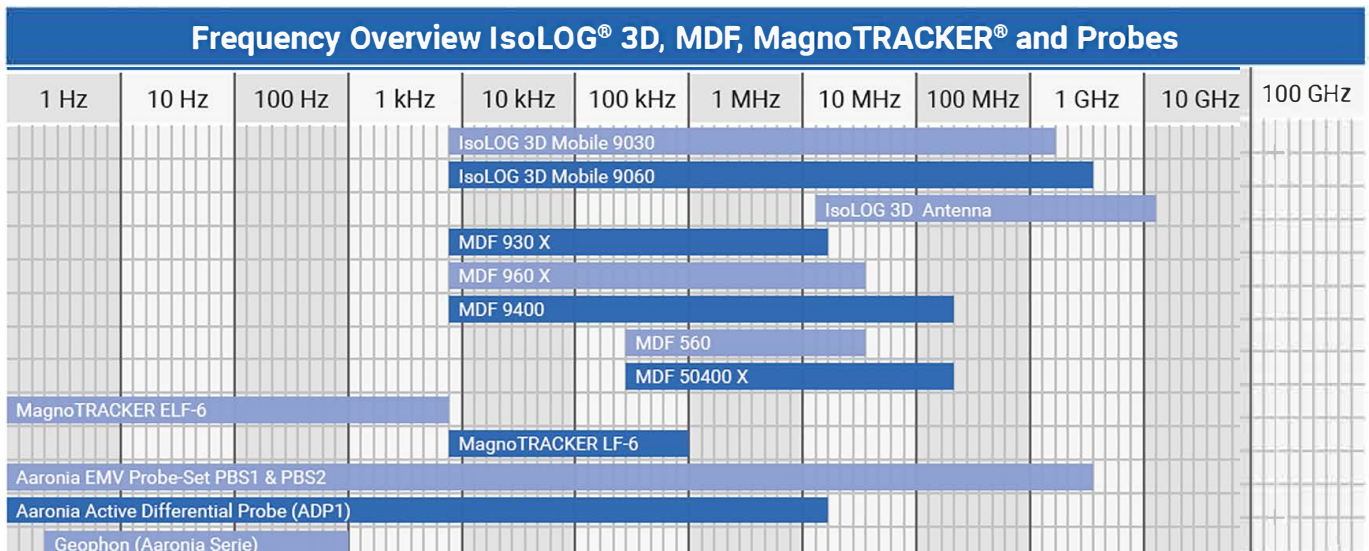 Frequency Overview IsoLOG® 3D, MDF, MagnoTRACKER® and Probes
1 Hz 10 Hz 100 Hz 1 kHz 10 kHz 100 kHz 1 MHz 10 MHz 100 MHz 1 GHz 10 GHz 100 GHz
IsoLOG 3D Mobile 9030
IsoLOG 3D Mobile 9060
IsoLOG 3D Antenna
MDF 930 X
MDF 960 X
MDF 9400
MDF 560
MDF 50400 X
MagnoTRACKER ELF-6
MagnoTRACKER LF-6
Aaronia EMV Probe-Set PBS1 & PBS2
Aaronia Active Differential Probe (ADP1)
Geophon (Aaronia Serie)